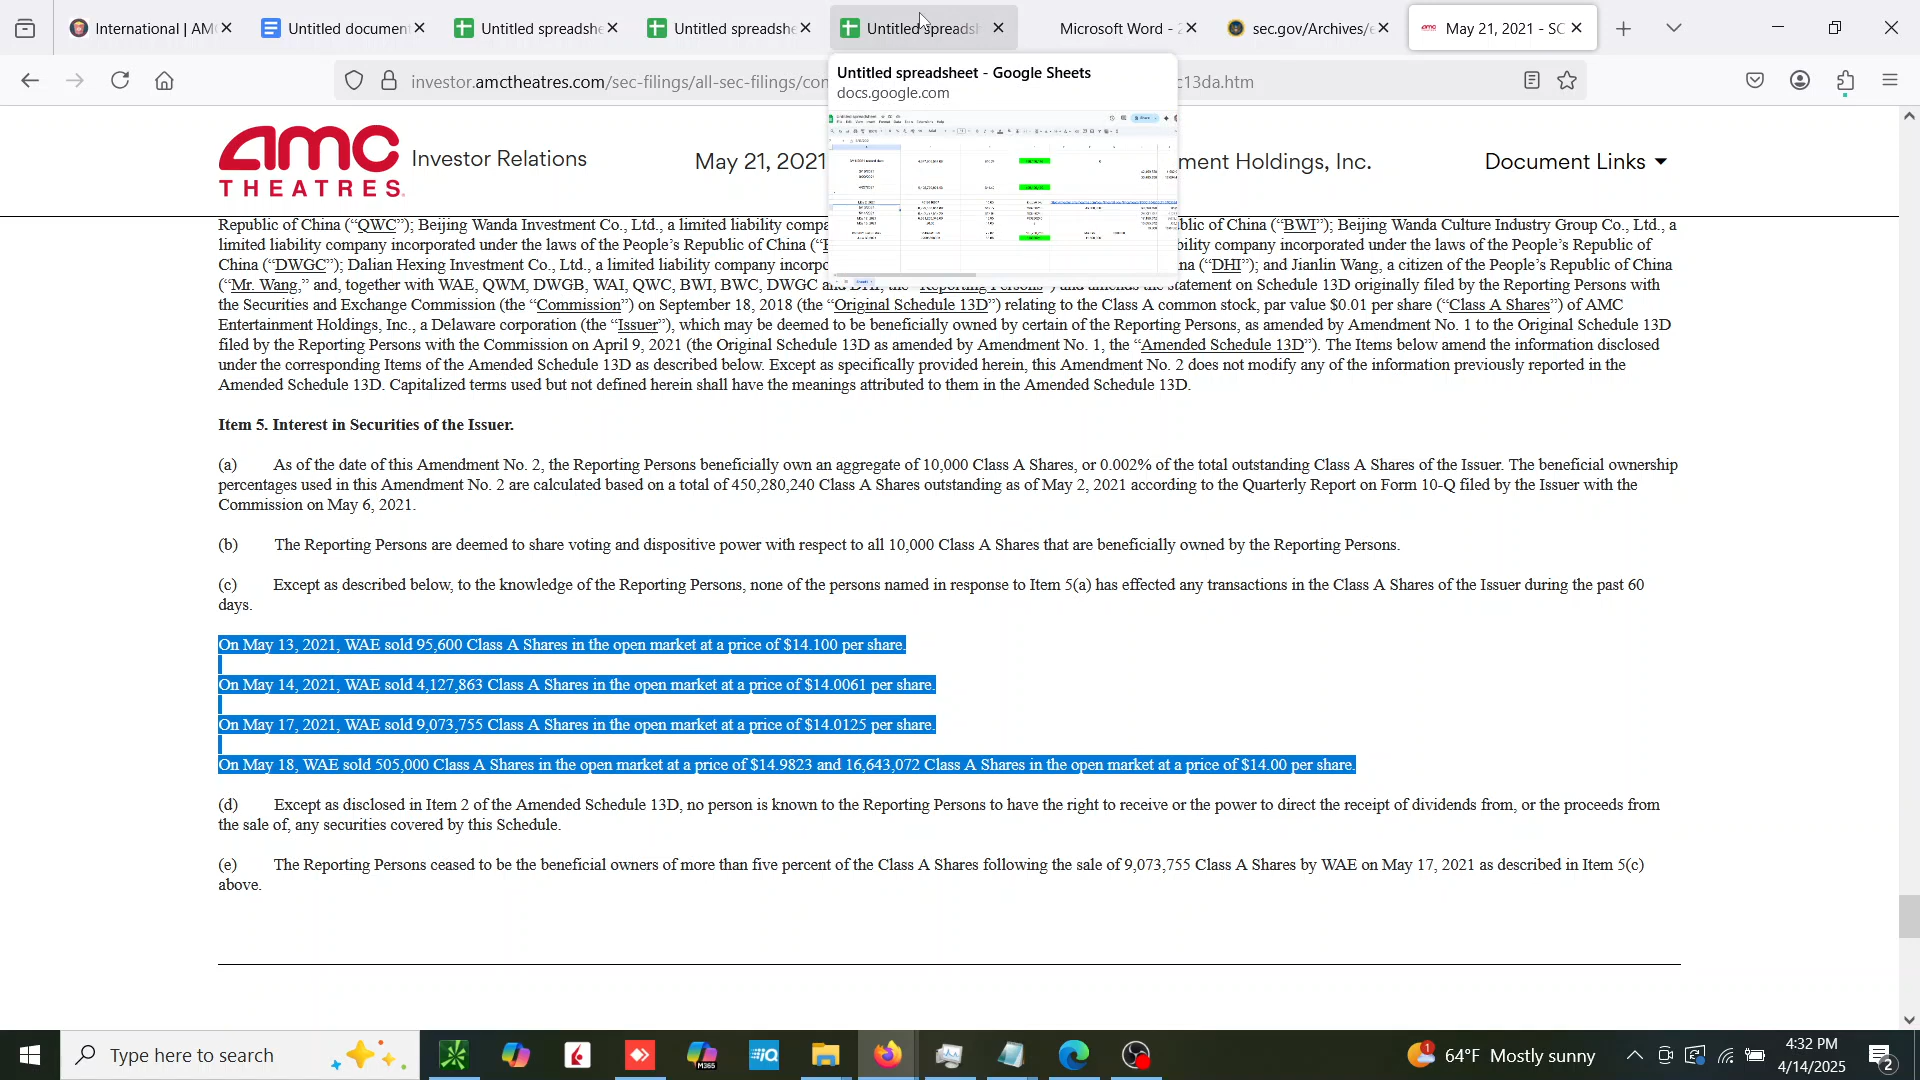 International | AMC
Untitled document
Untitled spreadshe
Untitled spreadshe
Untitled spreadsh
Microsoft Word - 2
sec.gov/Archives/e
May 21, 2021 - SC
Untitled spreadsheet - Google Sheets
docs.google.com
investor.amctheatres.com/sec-filings/all-sec-filings/con
c13da.htm
amc
THEATRES.
Investor Relations
May 21, 2021
ment Holdings, Inc.
Document Links
Republic of China (“QWC”); Beijing Wanda Investment Co., Ltd., a limited liability compa
blic of China (“BWI”); Beijing Wanda Culture Industry Group Co., Ltd., a
limited liability company incorporated under the laws of the People’s Republic of China (“
bility company incorporated under the laws of the People’s Republic of
China (“DWGC”); Dalian Hexing Investment Co., Ltd., a limited liability company incorpo
na (“DHI”); and Jianlin Wang, a citizen of the People’s Republic of China
(“Mr. Wang,” and, together with WAE, QWM, DWGB, WAI, QWC, BWI, BWC, DWGC and DHI, the “Reporting Persons”) and amends the statement on Schedule 13D originally filed by the Reporting Persons with
the Securities and Exchange Commission (the “Commission”) on September 18, 2018 (the “Original Schedule 13D”) relating to the Class A common stock, par value $0.01 per share (“Class A Shares”) of AMC
Entertainment Holdings, Inc., a Delaware corporation (the “Issuer”), which may be deemed to be beneficially owned by certain of the Reporting Persons, as amended by Amendment No. 1 to the Original Schedule 13D
filed by the Reporting Persons with the Commission on April 9, 2021 (the Original Schedule 13D as amended by Amendment No. 1, the “Amended Schedule 13D”). The Items below amend the information disclosed
under the corresponding Items of the Amended Schedule 13D as described below. Except as specifically provided herein, this Amendment No. 2 does not modify any of the information previously reported in the
Amended Schedule 13D. Capitalized terms used but not defined herein shall have the meanings attributed to them in the Amended Schedule 13D.
Item 5. Interest in Securities of the Issuer.
(a) As of the date of this Amendment No. 2, the Reporting Persons beneficially own an aggregate of 10,000 Class A Shares, or 0.002% of the total outstanding Class A Shares of the Issuer. The beneficial ownership
percentages used in this Amendment No. 2 are calculated based on a total of 450,280,240 Class A Shares outstanding as of May 2, 2021 according to the Quarterly Report on Form 10-Q filed by the Issuer with the
Commission on May 6, 2021.
(b) The Reporting Persons are deemed to share voting and dispositive power with respect to all 10,000 Class A Shares that are beneficially owned by the Reporting Persons.
(c) Except as described below, to the knowledge of the Reporting Persons, none of the persons named in response to Item 5(a) has effected any transactions in the Class A Shares of the Issuer during the past 60
days.
On May 13, 2021, WAE sold 95,600 Class A Shares in the open market at a price of $14.100 per share.
On May 14, 2021, WAE sold 4,127,863 Class A Shares in the open market at a price of $14.0061 per share.
On May 17, 2021, WAE sold 9,073,755 Class A Shares in the open market at a price of $14.0125 per share.
On May 18, WAE sold 505,000 Class A Shares in the open market at a price of $14.9823 and 16,643,072 Class A Shares in the open market at a price of $14.00 per share.
(d) Except as disclosed in Item 2 of the Amended Schedule 13D, no person is known to the Reporting Persons to have the right to receive or the power to direct the receipt of dividends from, or the proceeds from
the sale of, any securities covered by this Schedule.
(e) The Reporting Persons ceased to be the beneficial owners of more than five percent of the Class A Shares following the sale of 9,073,755 Class A Shares by WAE on May 17, 2021 as described in Item 5(c)
above.
Type here to search
M365
IQ
1
64°F Mostly sunny
4:32 PM
4/14/2025
2